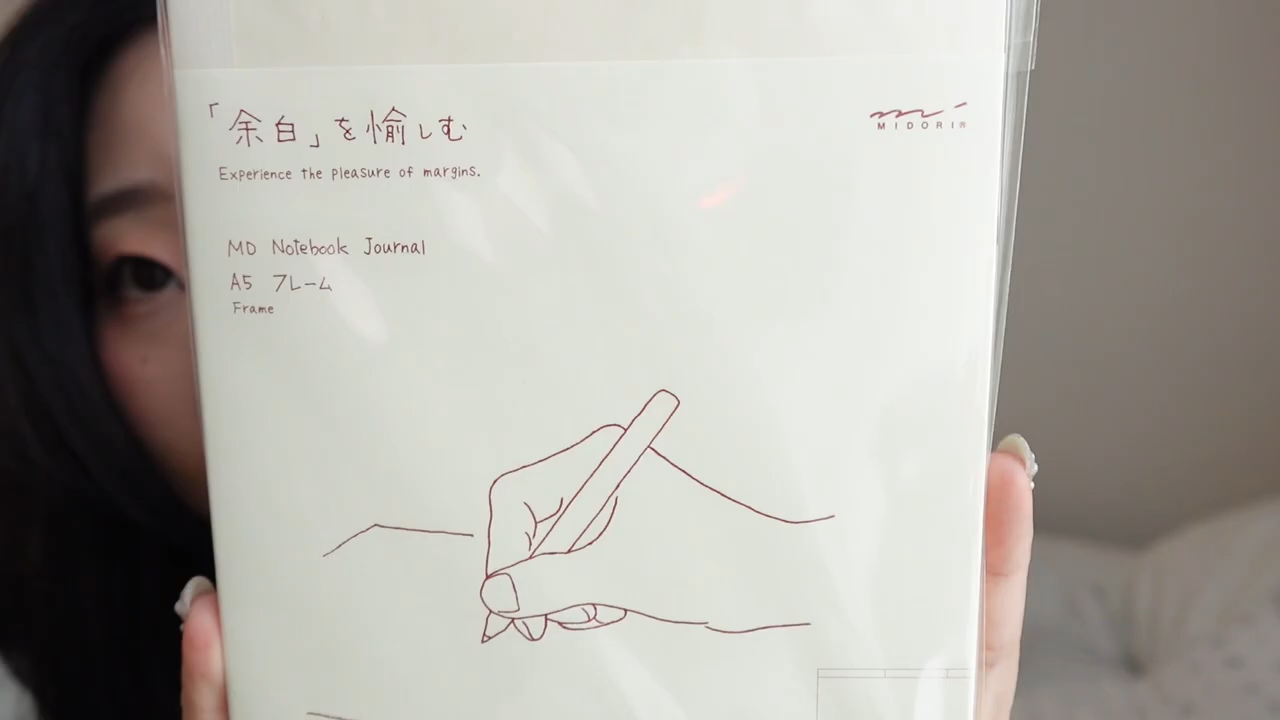 「余白」を愉しむ
MIDORI®
Experience the pleasure of margins.
MD Notebook Journal
A5 フレーム
Frame